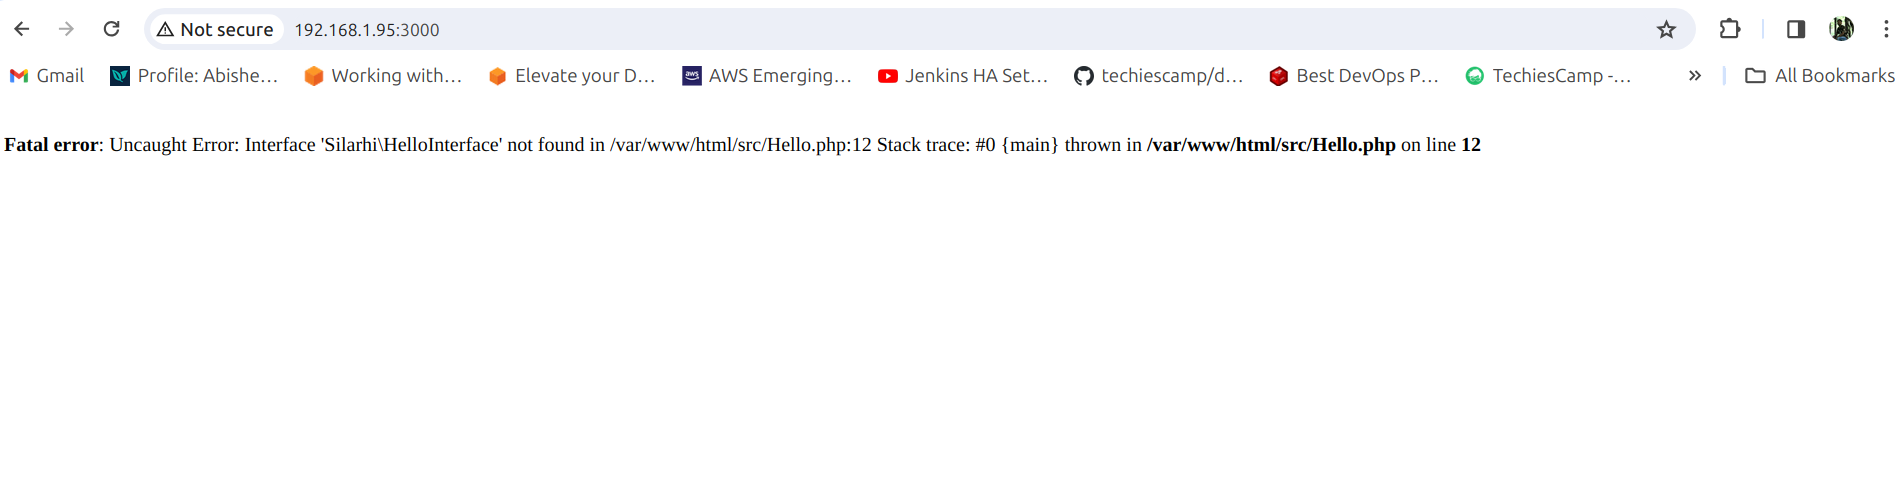 Not secure 192.168.1.95:3000
Gmail Profile: Abishe... Working with... Elevate your D... AWS Emerging... Jenkins HA Set... techiescamp/d... Best DevOps P... TechiesCamp -... » All Bookmarks
Fatal error: Uncaught Error: Interface 'Silarhi\HelloInterface' not found in /var/www/html/src/Hello.php:12 Stack trace: #0 {main} thrown in /var/www/html/src/Hello.php on line 12